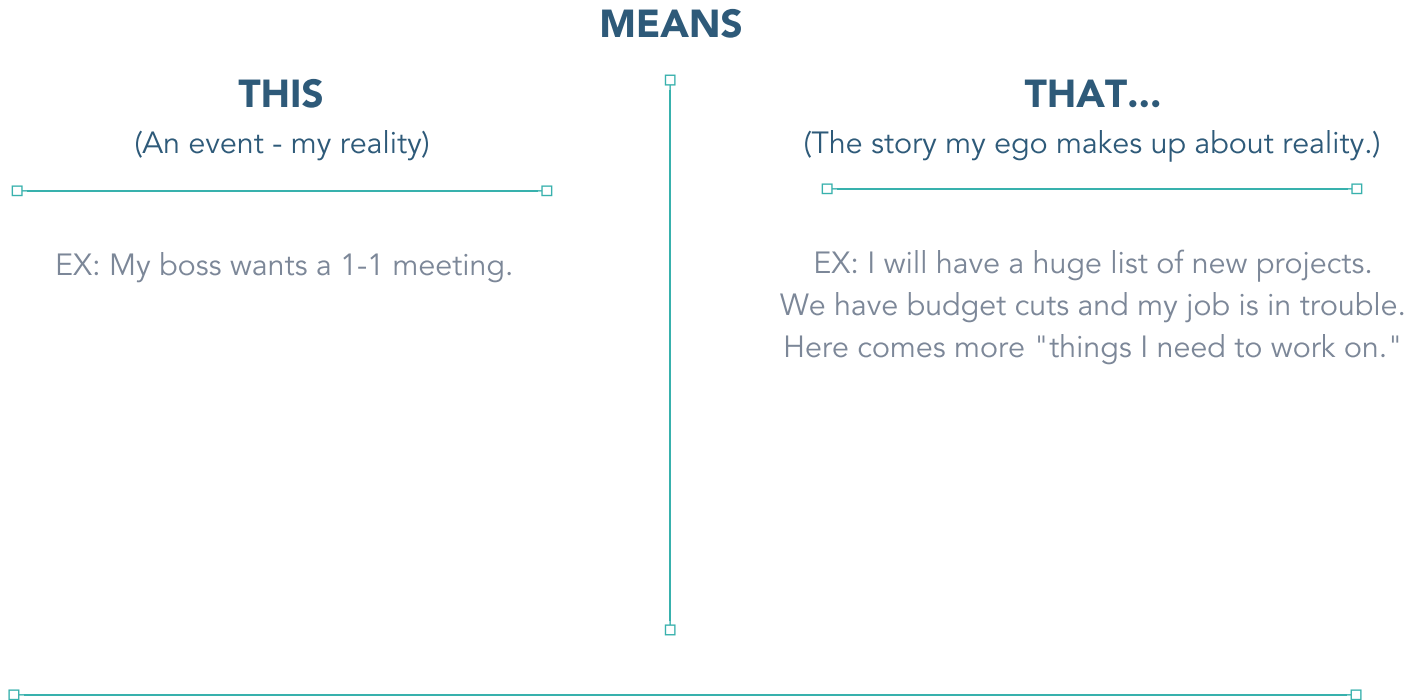 MEANS
THIS
(An event - my reality)
EX: My boss wants a 1-1 meeting.
THAT...
(The story my ego makes up about reality.)
EX: I will have a huge list of new projects.
We have budget cuts and my job is in trouble.
Here comes more "things I need to work on."